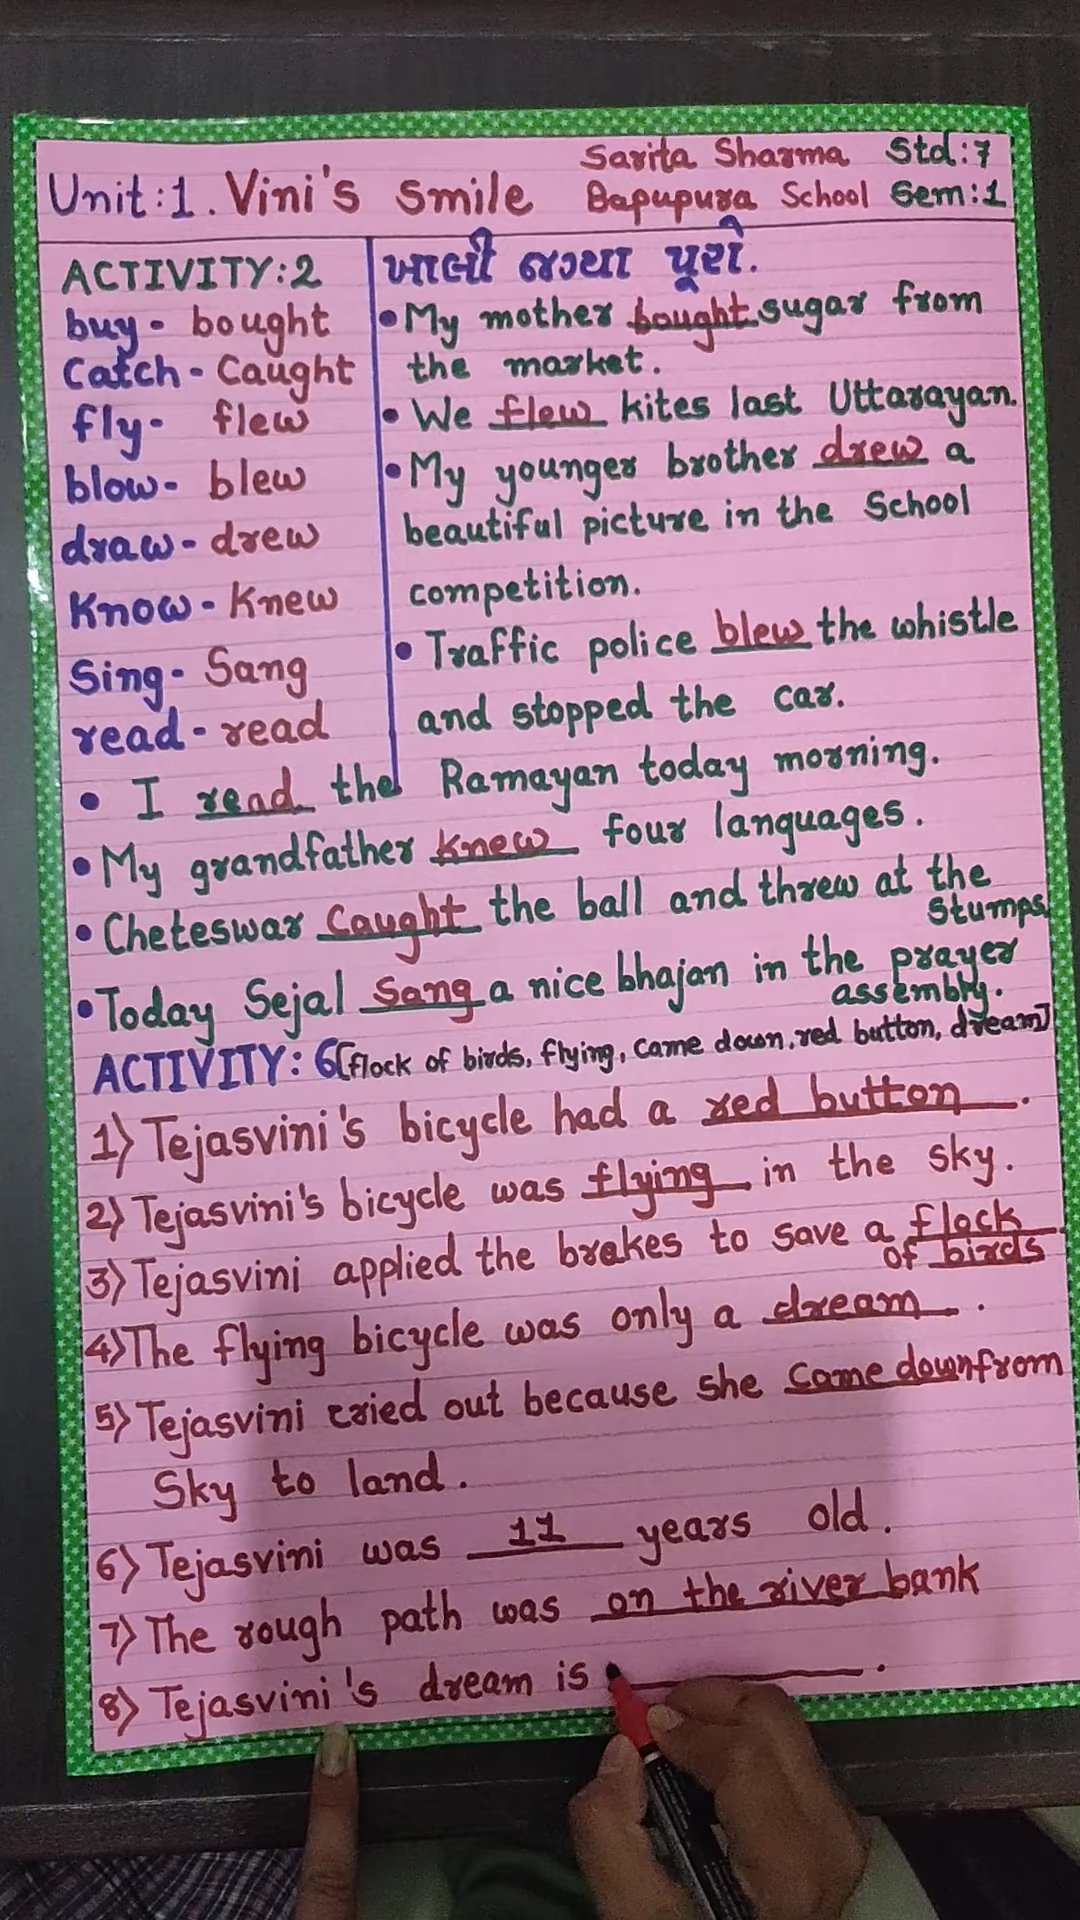 Sarita Sharma Std:7
Unit:1. Vini's Smile Bapupura School Sem:1
ACTIVITY:2
buy - bought
Catch - Caught
fly - flew
blow - blew
draw - drew
Know - Knew
Sing - Sang
read - read
ખાલી જગ્યા પૂરો.
• My mother bought sugar from
the market.
• We flew kites last Uttarayan.
• My younger brother drew a
beautiful picture in the School
competition.
• Traffic police blew the whistle
and stopped the car.
• I read the Ramayan today morning.
• My grandfather Knew four languages.
• Cheteswar Caught the ball and threw at the
Stumps.
• Today Sejal Sang a nice bhajan in the prayer
assembly.
ACTIVITY: 6 [flock of birds, flying, came down, red button, dream]
1) Tejasvini's bicycle had a red button.
2) Tejasvini's bicycle was flying in the sky.
3) Tejasvini applied the brakes to save a flock
of birds
4) The flying bicycle was only a dream.
5) Tejasvini cried out because she came down from
Sky to land.
6) Tejasvini was 11 years old.
7) The rough path was on the river bank
8) Tejasvini's dream is ________.